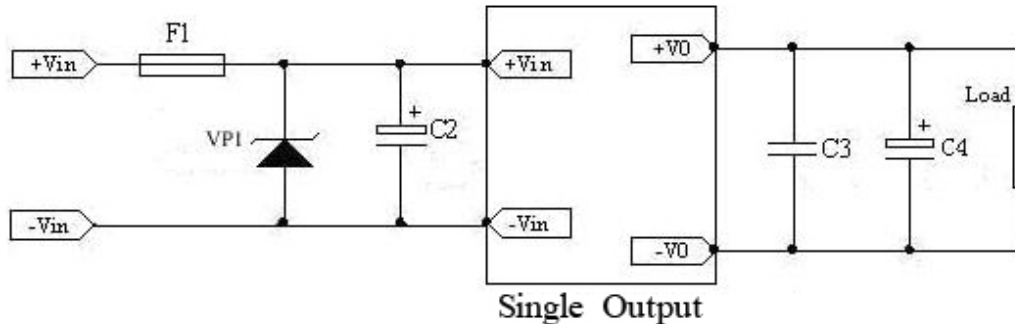 F1
+Vin
+Vin
+V0
Load
VP1
C2
+
C3
C4
+
-Vin
-Vin
-V0
Single Output